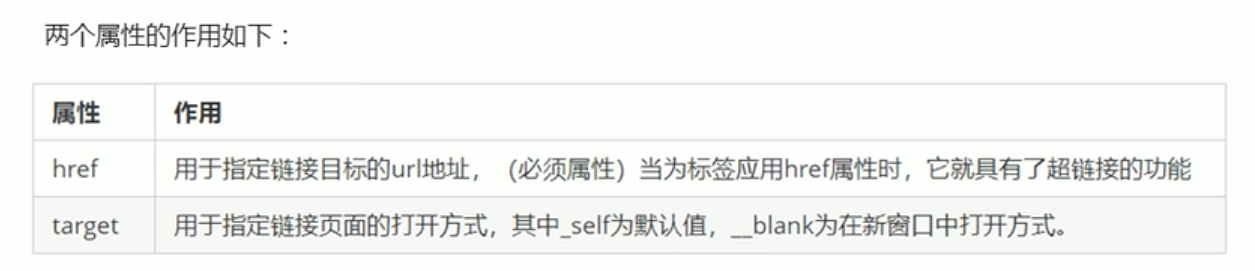 两个属性的作用如下：
属性 作用
href 用于指定链接目标的url地址，（必须属性）当为标签应用href属性时，它就具有了超链接的功能
target 用于指定链接页面的打开方式，其中_self为默认值，__blank为在新窗口中打开方式。